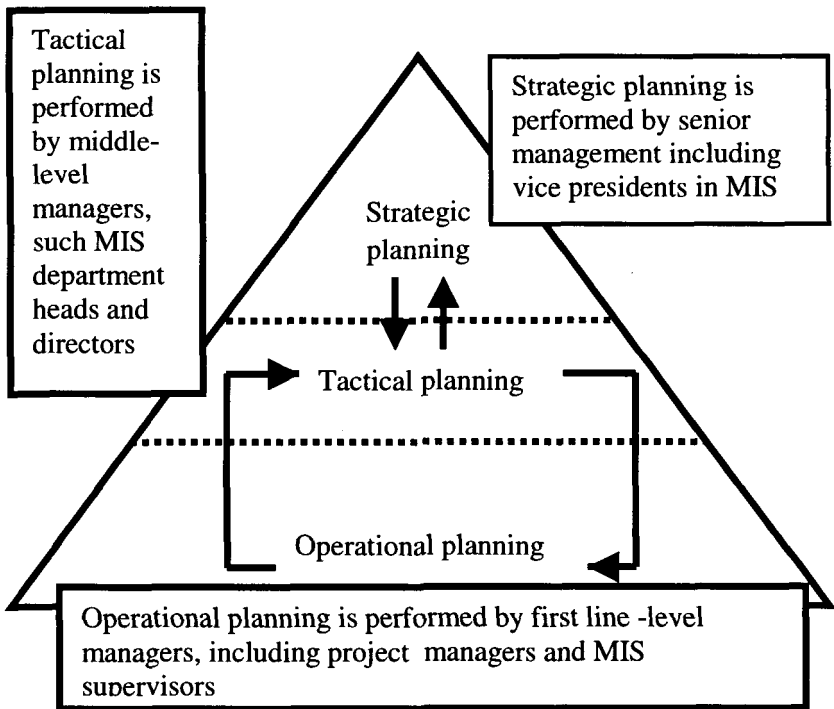 Tactical
planning is
performed
by middle-
level
managers,
such MIS
department
heads and
directors
Strategic planning is
performed by senior
management including
vice presidents in MIS
Strategic
planning
Tactical planning
Operational planning
Operational planning is performed by first line -level
managers, including project managers and MIS
supervisors